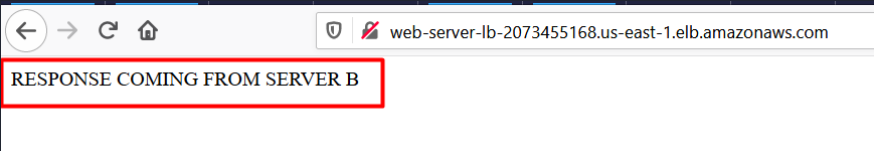 web-server-lb-2073455168.us-east-1.elb.amazonaws.com
RESPONSE COMING FROM SERVER B